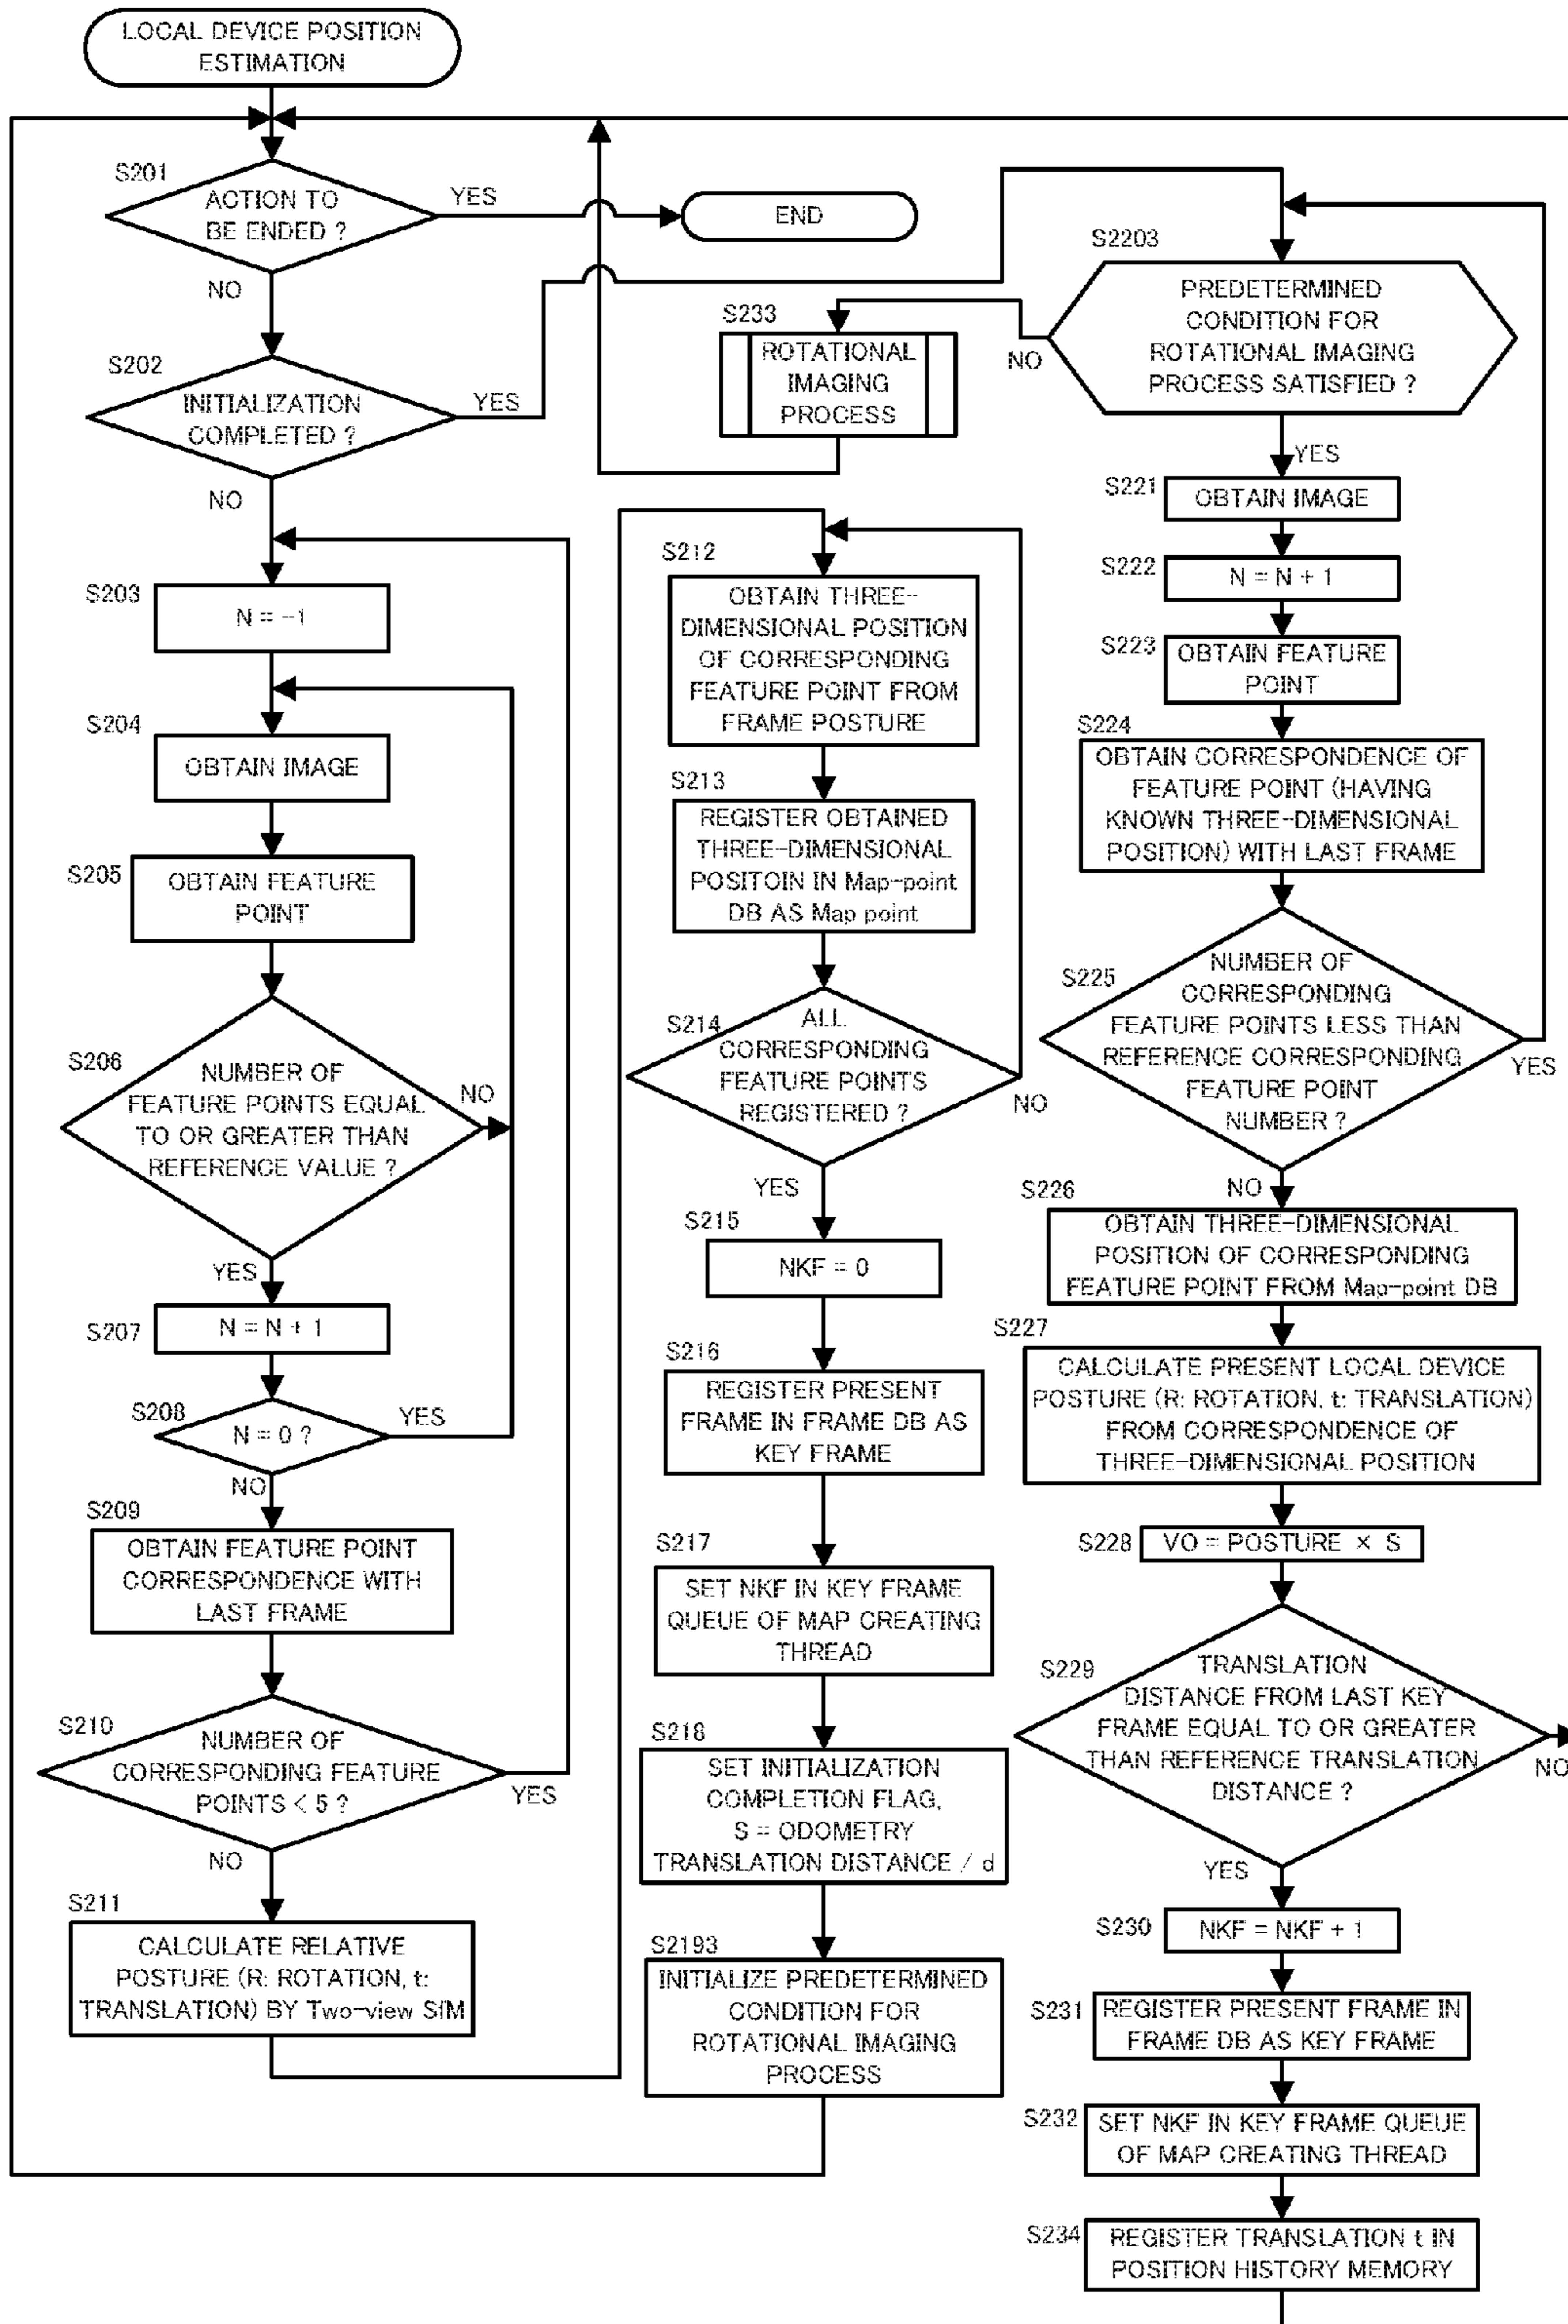 LOCAL DEVICE POSITION
ESTIMATION
S201
ACTION TO
BE ENDED ?
YES
NO
END
S202
INITIALIZATION
COMPLETED ?
YES
NO
S203
N = -1
S204
OBTAIN IMAGE
S205
OBTAIN FEATURE
POINT
S206
NUMBER OF
FEATURE POINTS EQUAL
TO OR GREATER THAN
REFERENCE VALUE ?
NO
YES
S207
N = N + 1
S208
N = 0 ?
YES
NO
S209
OBTAIN FEATURE POINT
CORRESPONDENCE WITH
LAST FRAME
S210
NUMBER OF
CORRESPONDING FEATURE
POINTS < 5 ?
YES
NO
S211
CALCULATE RELATIVE
POSTURE (R: ROTATION, t:
TRANSLATION) BY Two-view SfM
S233
ROTATIONAL
IMAGING
PROCESS
S212
OBTAIN THREE-
DIMENSIONAL POSITION
OF CORRESPONDING
FEATURE POINT FROM
FRAME POSTURE
S213
REGISTER OBTAINED
THREE-DIMENSIONAL
POSITOIN IN Map-point
DB AS Map point
S214
ALL
CORRESPONDING
FEATURE POINTS
REGISTERED ?
NO
YES
S215
NKF = 0
S216
REGISTER PRESENT
FRAME IN FRAME DB AS
KEY FRAME
S217
SET NKF IN KEY FRAME
QUEUE OF MAP CREATING
THREAD
S218
SET INITIALIZATION
COMPLETION FLAG,
S = ODOMETRY
TRANSLATION DISTANCE / d
S2193
INITIALIZE PREDETERMINED
CONDITION FOR
ROTATIONAL IMAGING
PROCESS
S2203
PREDETERMINED
CONDITION FOR
ROTATIONAL IMAGING
PROCESS SATISFIED ?
NO
YES
S221
OBTAIN IMAGE
S222
N = N + 1
S223
OBTAIN FEATURE
POINT
S224
OBTAIN CORRESPONDENCE OF
FEATURE POINT (HAVING
KNOWN THREE-DIMENSIONAL
POSITION) WITH LAST FRAME
S225
NUMBER OF
CORRESPONDING
FEATURE POINTS LESS THAN
REFERENCE CORRESPONDING
FEATURE POINT
NUMBER ?
YES
NO
S226
OBTAIN THREE-DIMENSIONAL
POSITION OF CORRESPONDING
FEATURE POINT FROM Map-point DB
S227
CALCULATE PRESENT LOCAL DEVICE
POSTURE (R: ROTATION, t: TRANSLATION)
FROM CORRESPONDENCE OF
THREE-DIMENSIONAL POSITION
S228
VO = POSTURE × S
S229
TRANSLATION
DISTANCE FROM LAST KEY
FRAME EQUAL TO OR GREATER
THAN REFERENCE TRANSLATION
DISTANCE ?
NO
YES
S230
NKF = NKF + 1
S231
REGISTER PRESENT FRAME IN
FRAME DB AS KEY FRAME
S232
SET NKF IN KEY FRAME QUEUE
OF MAP CREATING THREAD
S234
REGISTER TRANSLATION t IN
POSITION HISTORY MEMORY